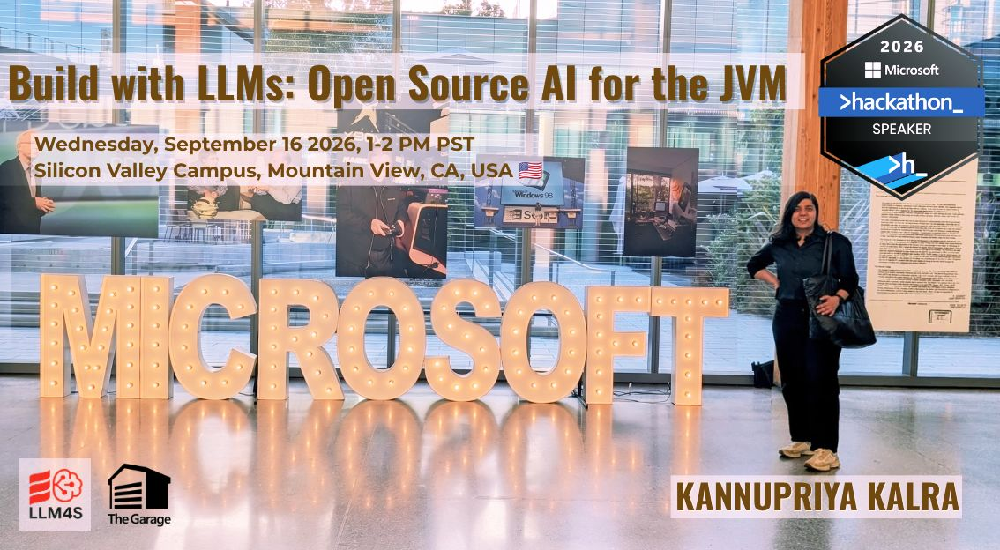 Build with LLMs: Open Source AI for the JVM
Wednesday, September 16 2026, 1-2 PM PST
Silicon Valley Campus, Mountain View, CA, USA 🇺🇸
2026
Microsoft
>hackathon_
SPEAKER
>h_
Windows 98
MICROSOFT
LLM4S
The Garage
KANNUPRIYA KALRA